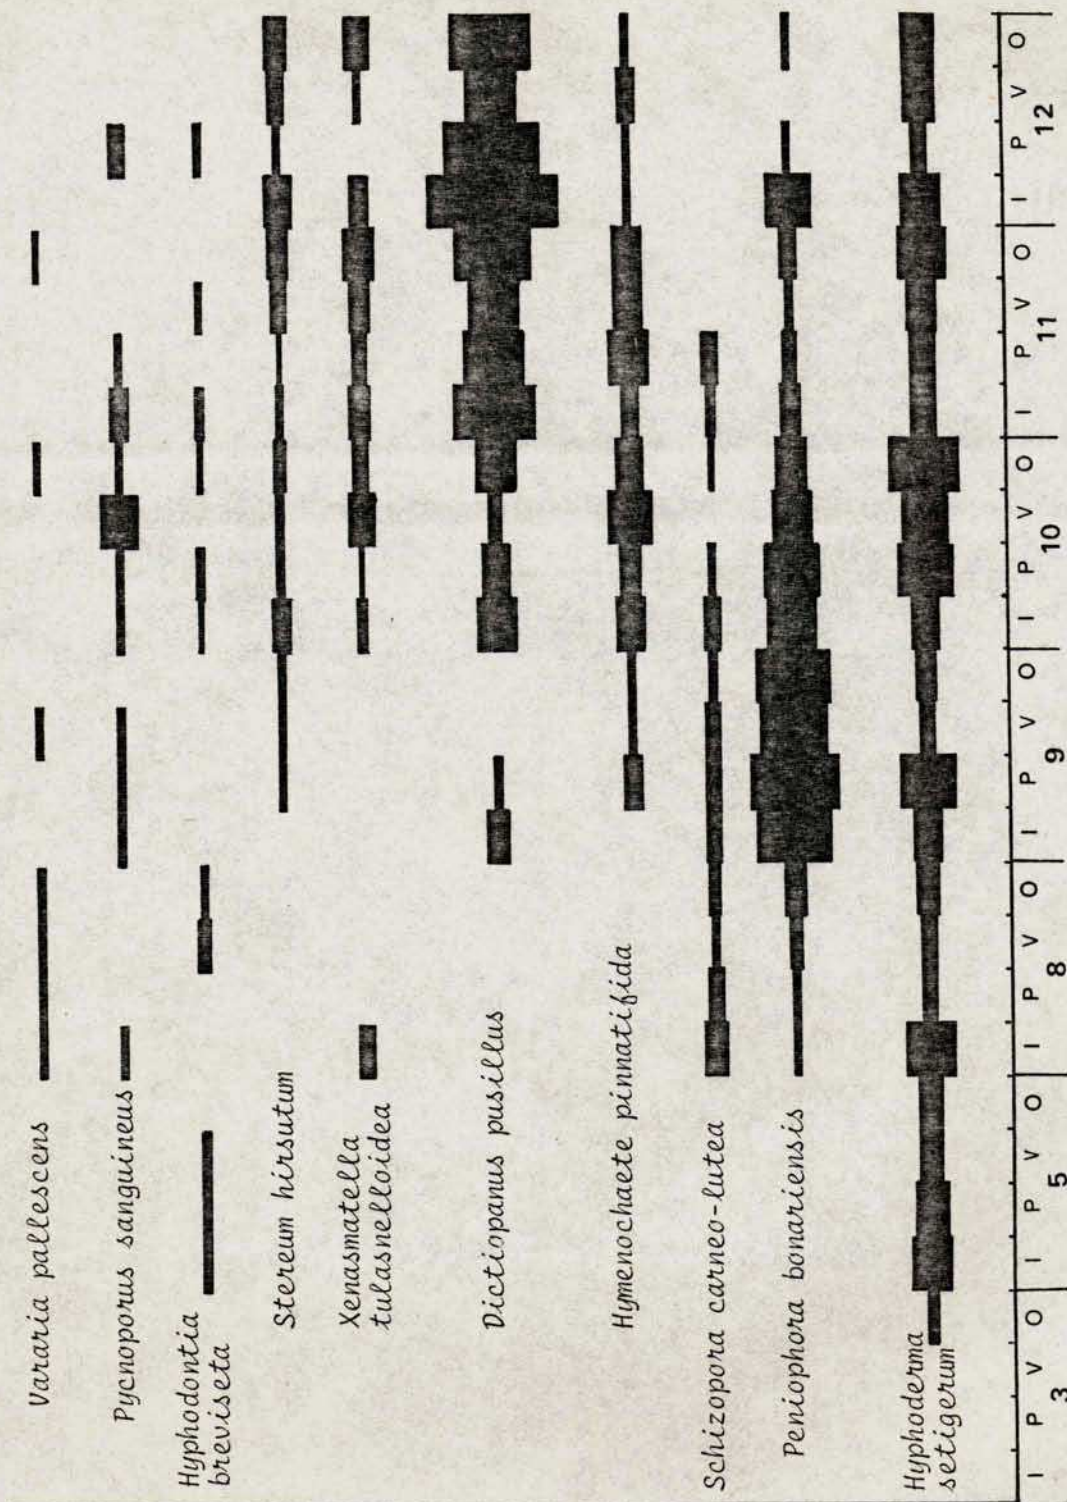 Vararia pallescens
Pycnoporus sanguineus
Hyphodontia
breviseta
Stereum hirsutum
Xenasmatella
tulasnelloidea
Dictiopanus pusillus
Hymenochaete pinnatifida
Schizopora carneo-lutea
Peniophora bonariensis
Hyphoderma
setigerum
I P V O I P V O I P V O I P V O I P V O I P V O I P V O
3 5 8 9 10 11 12